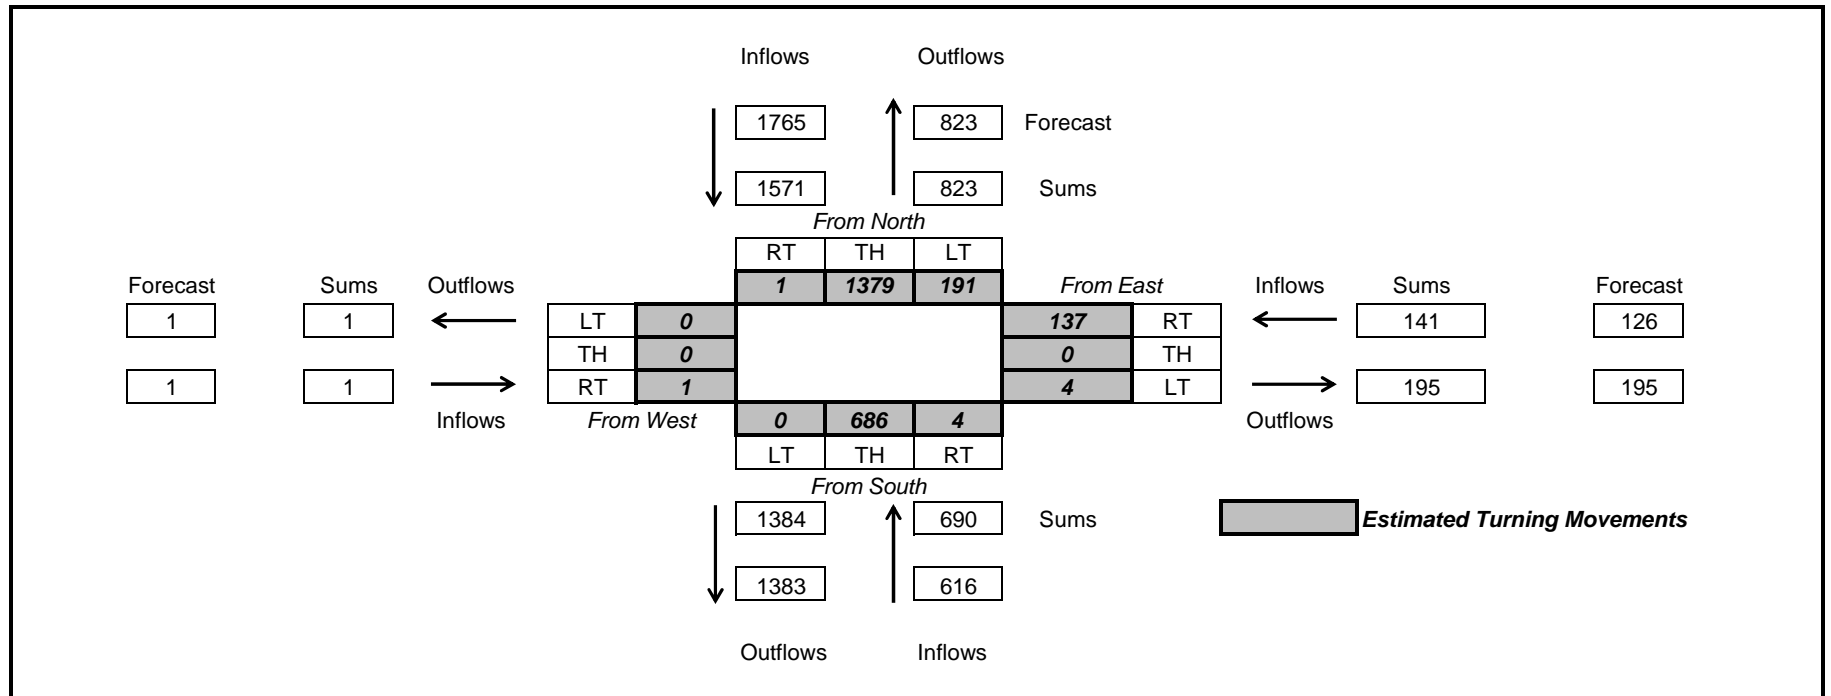 Inflows Outflows
1765 823 Forecast
1571 823 Sums
From North
RT TH LT
Forecast Sums Outflows 1 1379 191 From East Inflows Sums Forecast
1 1 LT 0 137 RT 141 126
TH 0 0 TH
1 1 RT 1 4 LT 195 195
Inflows From West 0 686 4 Outflows
LT TH RT
From South
1384 690 Sums Estimated Turning Movements
1383 616
Outflows Inflows